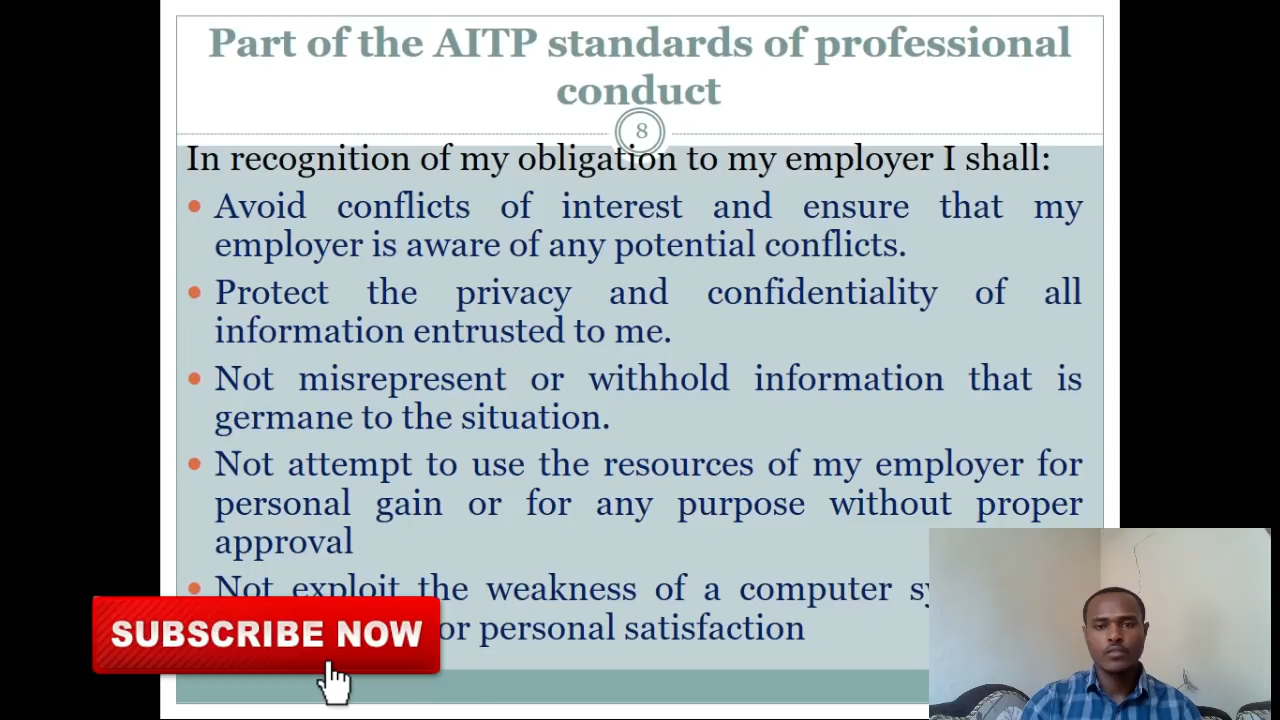 Part of the AITP standards of professional
conduct
8
In recognition of my obligation to my employer I shall:
• Avoid conflicts of interest and ensure that my
employer is aware of any potential conflicts.
• Protect the privacy and confidentiality of all
information entrusted to me.
• Not misrepresent or withhold information that is
germane to the situation.
• Not attempt to use the resources of my employer for
personal gain or for any purpose without proper
approval
• Not exploit the weakness of a computer
or personal satisfaction
SUBSCRIBE NOW